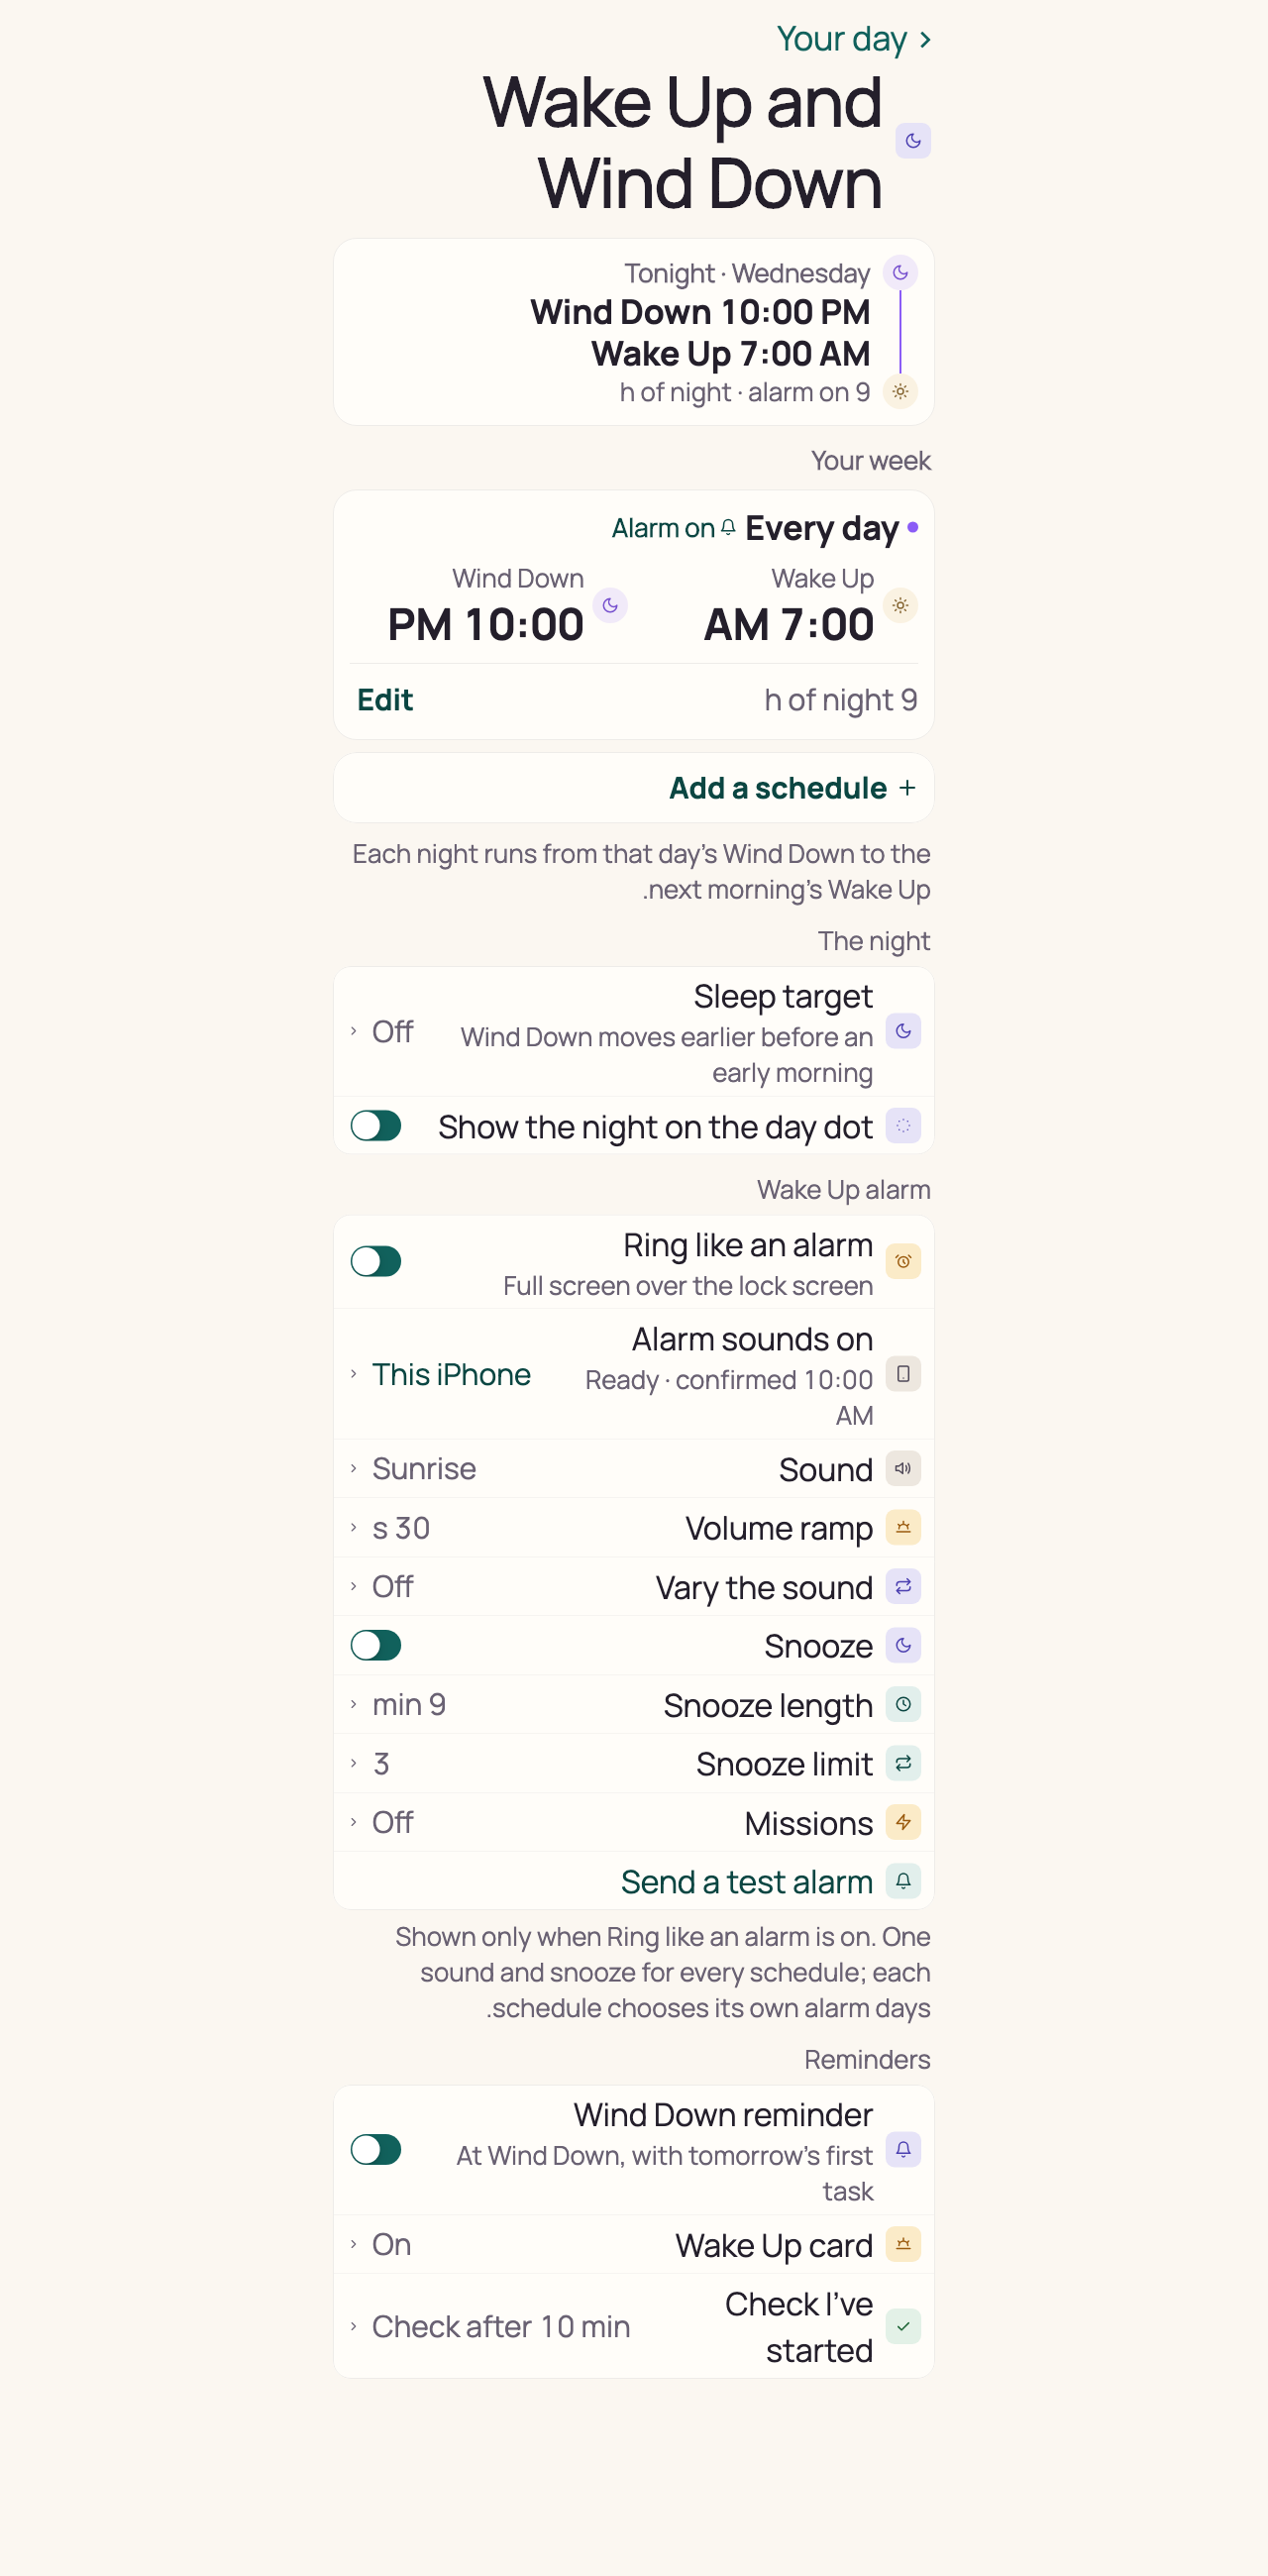 Your day
Wake Up and
Wind Down
Tonight · Wednesday
Wind Down 10:00 PM
Wake Up 7:00 AM
h of night · alarm on 9
Your week
Every day
Alarm on
Wake Up
AM 7:00
Wind Down
PM 10:00
h of night 9
Edit
Add a schedule
Each night runs from that day's Wind Down to the
.next morning's Wake Up
The night
Sleep target
Wind Down moves earlier before an
early morning
Off
Show the night on the day dot
Wake Up alarm
Ring like an alarm
Full screen over the lock screen
Alarm sounds on
Ready · confirmed 10:00
AM
This iPhone
Sound
Sunrise
Volume ramp
s 30
Vary the sound
Off
Snooze
Snooze length
min 9
Snooze limit
3
Missions
Off
Send a test alarm
Shown only when Ring like an alarm is on. One
sound and snooze for every schedule; each
.schedule chooses its own alarm days
Reminders
Wind Down reminder
At Wind Down, with tomorrow's first
task
Wake Up card
On
Check I've
started
Check after 10 min